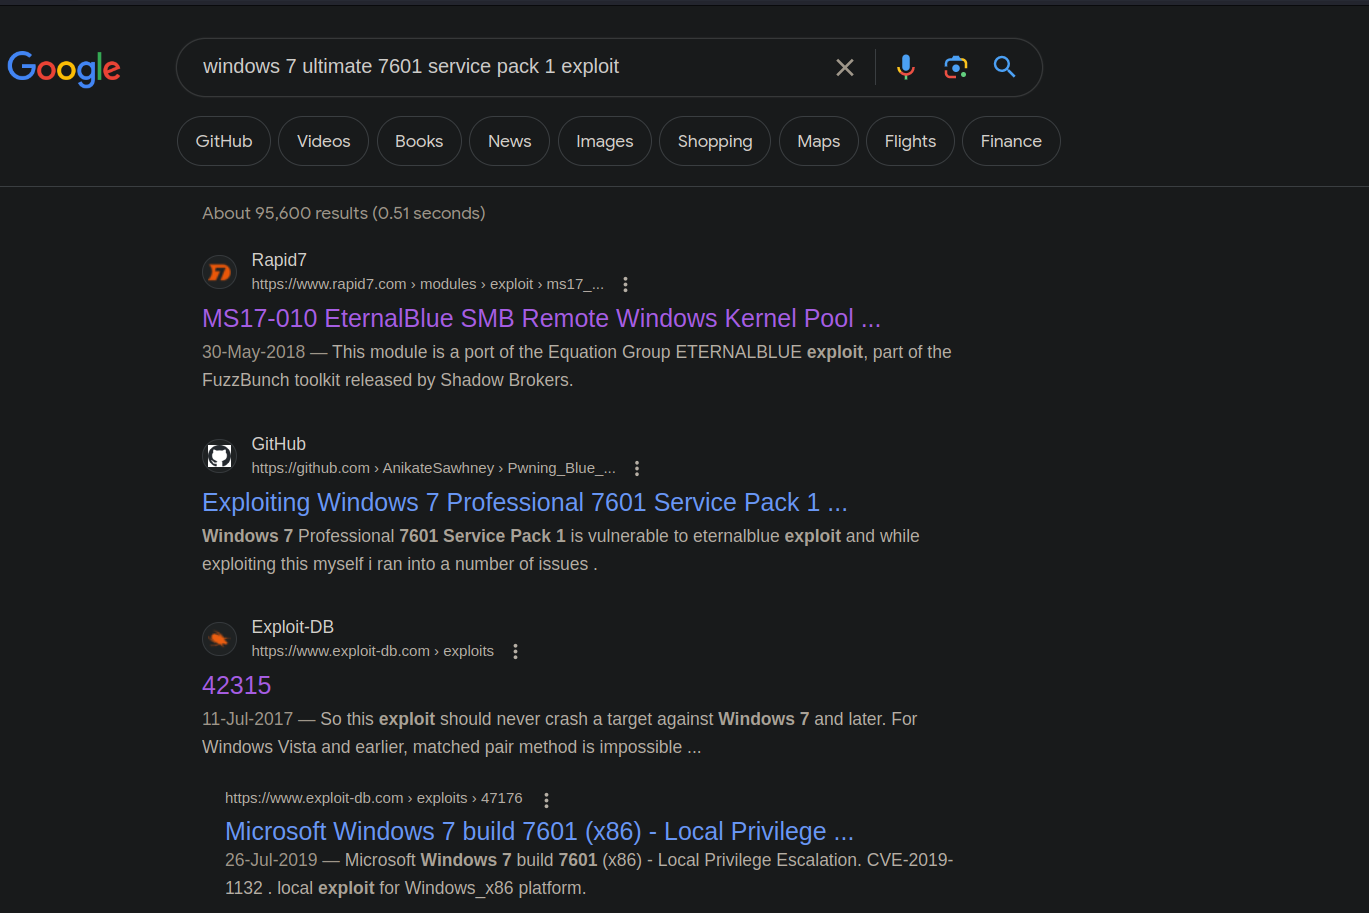 Google
windows 7 ultimate 7601 service pack 1 exploit
GitHub Videos Books News Images Shopping Maps Flights Finance
About 95,600 results (0.51 seconds)
Rapid7
https://www.rapid7.com › modules › exploit › ms17_...
MS17-010 EternalBlue SMB Remote Windows Kernel Pool ...
30-May-2018 — This module is a port of the Equation Group ETERNALBLUE exploit, part of the
FuzzBunch toolkit released by Shadow Brokers.
GitHub
https://github.com › AnikateSawhney › Pwning_Blue_...
Exploiting Windows 7 Professional 7601 Service Pack 1 ...
Windows 7 Professional 7601 Service Pack 1 is vulnerable to eternalblue exploit and while
exploiting this myself i ran into a number of issues .
Exploit-DB
https://www.exploit-db.com › exploits
42315
11-Jul-2017 — So this exploit should never crash a target against Windows 7 and later. For
Windows Vista and earlier, matched pair method is impossible ...
https://www.exploit-db.com › exploits › 47176
Microsoft Windows 7 build 7601 (x86) - Local Privilege ...
26-Jul-2019 — Microsoft Windows 7 build 7601 (x86) - Local Privilege Escalation. CVE-2019-
1132 . local exploit for Windows_x86 platform.